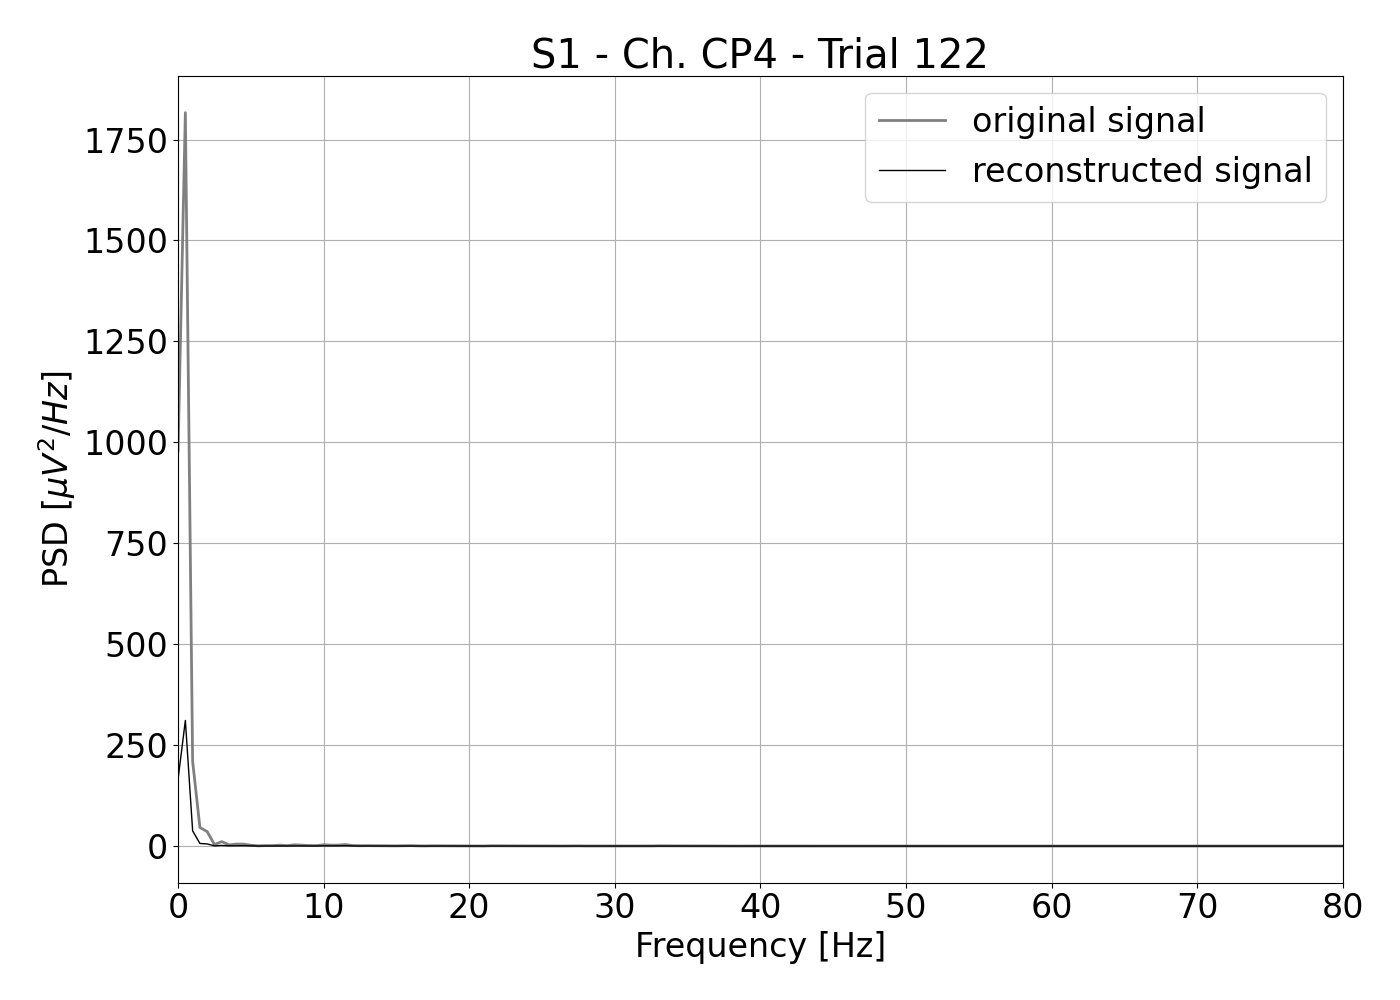 S1 - Ch. CP4 - Trial 122
original signal
reconstructed signal
PSD [μV²/Hz]
1750
1500
1250
1000
750
500
250
0
0 10 20 30 40 50 60 70 80
Frequency [Hz]